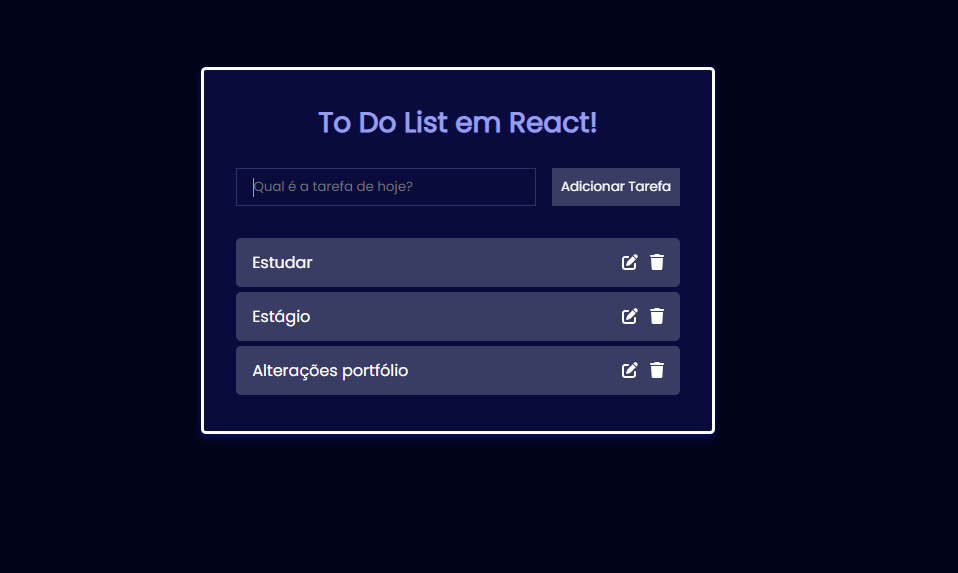 To Do List em React!
Qual é a tarefa de hoje?
Adicionar Tarefa
Estudar
Estágio
Alterações portfólio